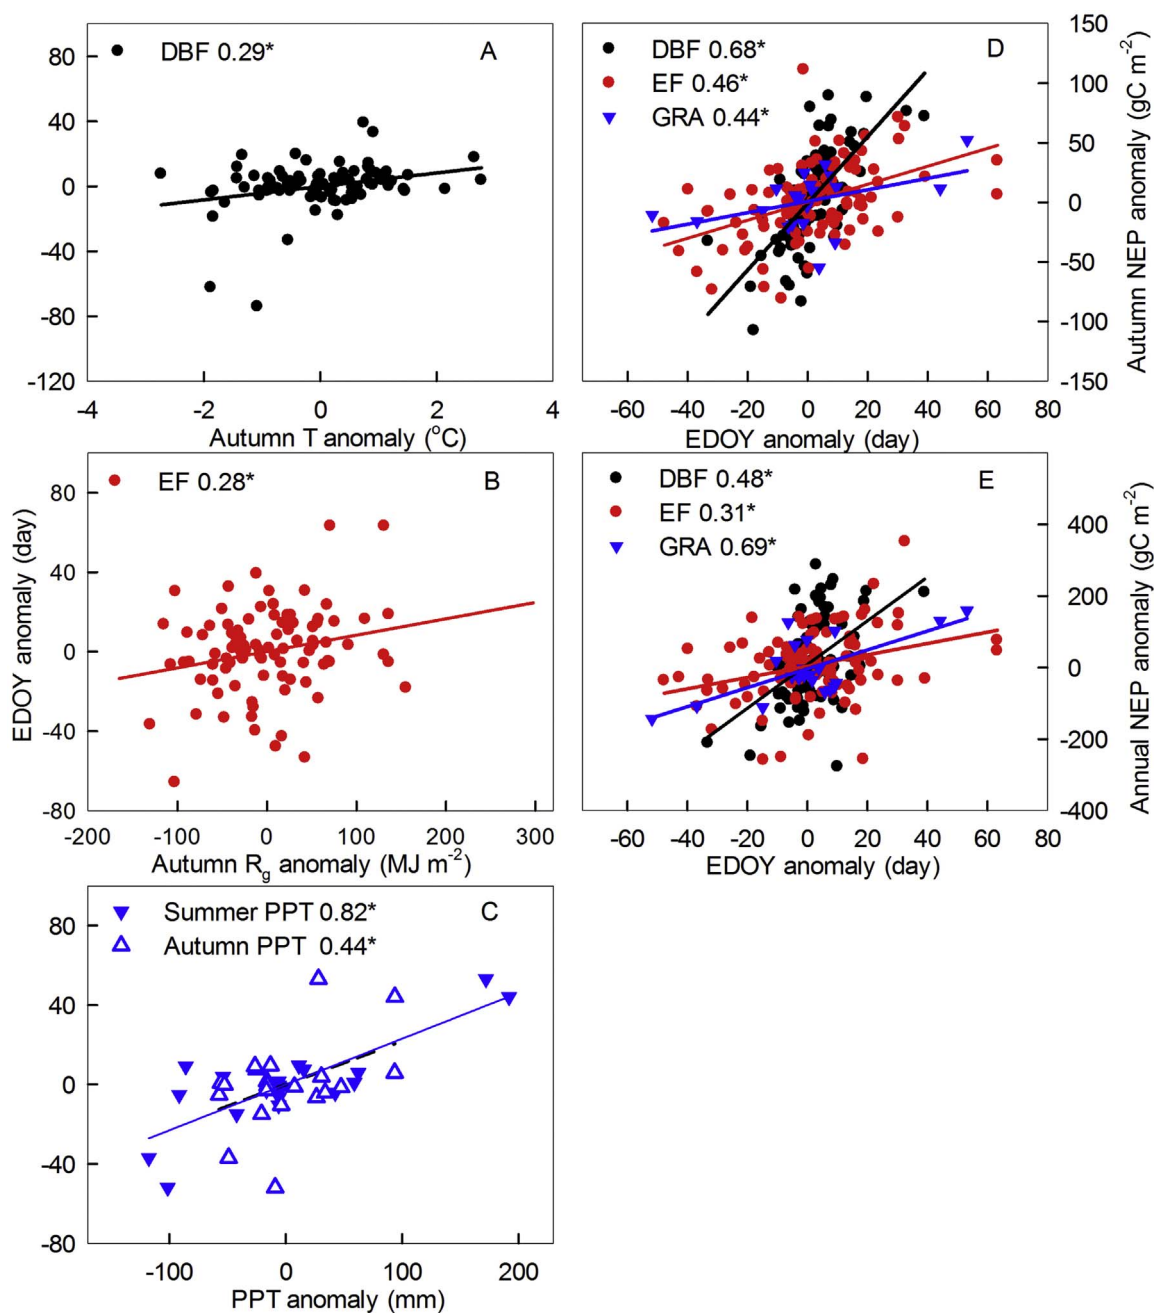 80
40
0
-40
-80
-120
DBF 0.29*
A
-4
-2
0
2
4
Autumn T anomaly (°C)
DBF 0.68*
EF 0.46*
GRA 0.44*
D
150
100
50
0
-50
-100
-150
Autumn NEP anomaly (gC m-2)
-60
-40
-20
0
20
40
60
80
EDOY anomaly (day)
EDOY anomaly (day)
80
40
0
-40
-80
EF 0.28*
B
-200
-100
0
100
200
300
Autumn Rg anomaly (MJ m-2)
DBF 0.48*
EF 0.31*
GRA 0.69*
E
400
200
0
-200
-400
Annual NEP anomaly (gC m-2)
-60
-40
-20
0
20
40
60
80
EDOY anomaly (day)
80
40
0
-40
-80
Summer PPT 0.82*
Autumn PPT 0.44*
C
-100
0
100
200
PPT anomaly (mm)